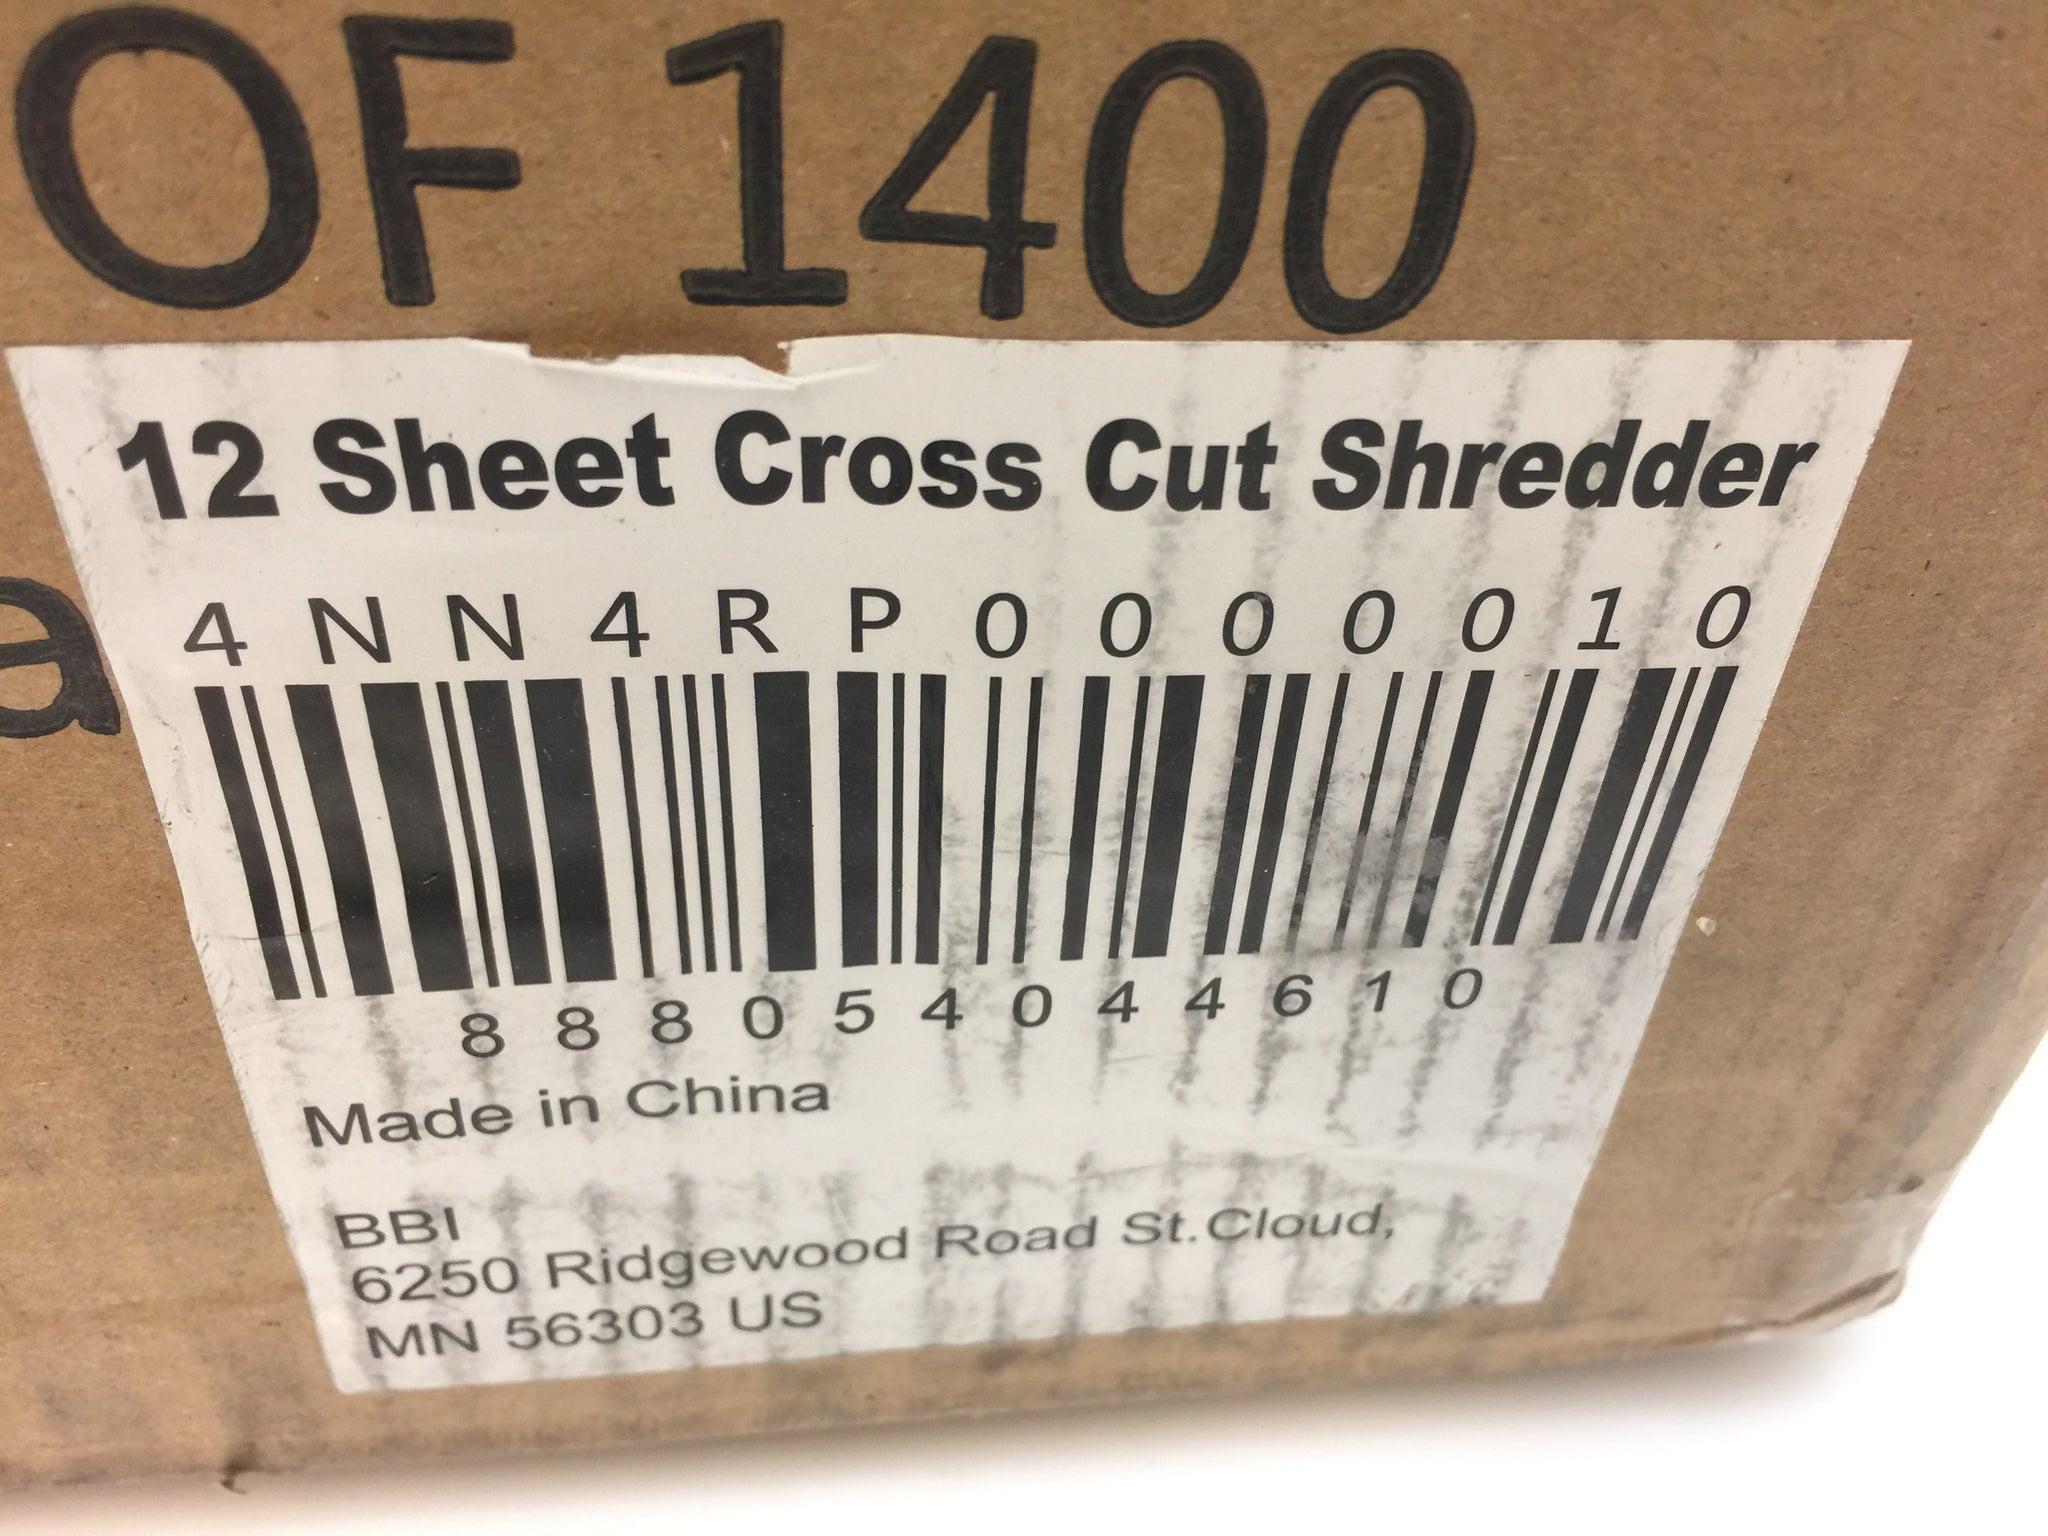 OF 1400
12 Sheet Cross Cut Shredder
4NN4RP0000010
888054044610
Made in China
BBI
6250 Ridgewood Road St.Cloud,
MN 56303 US